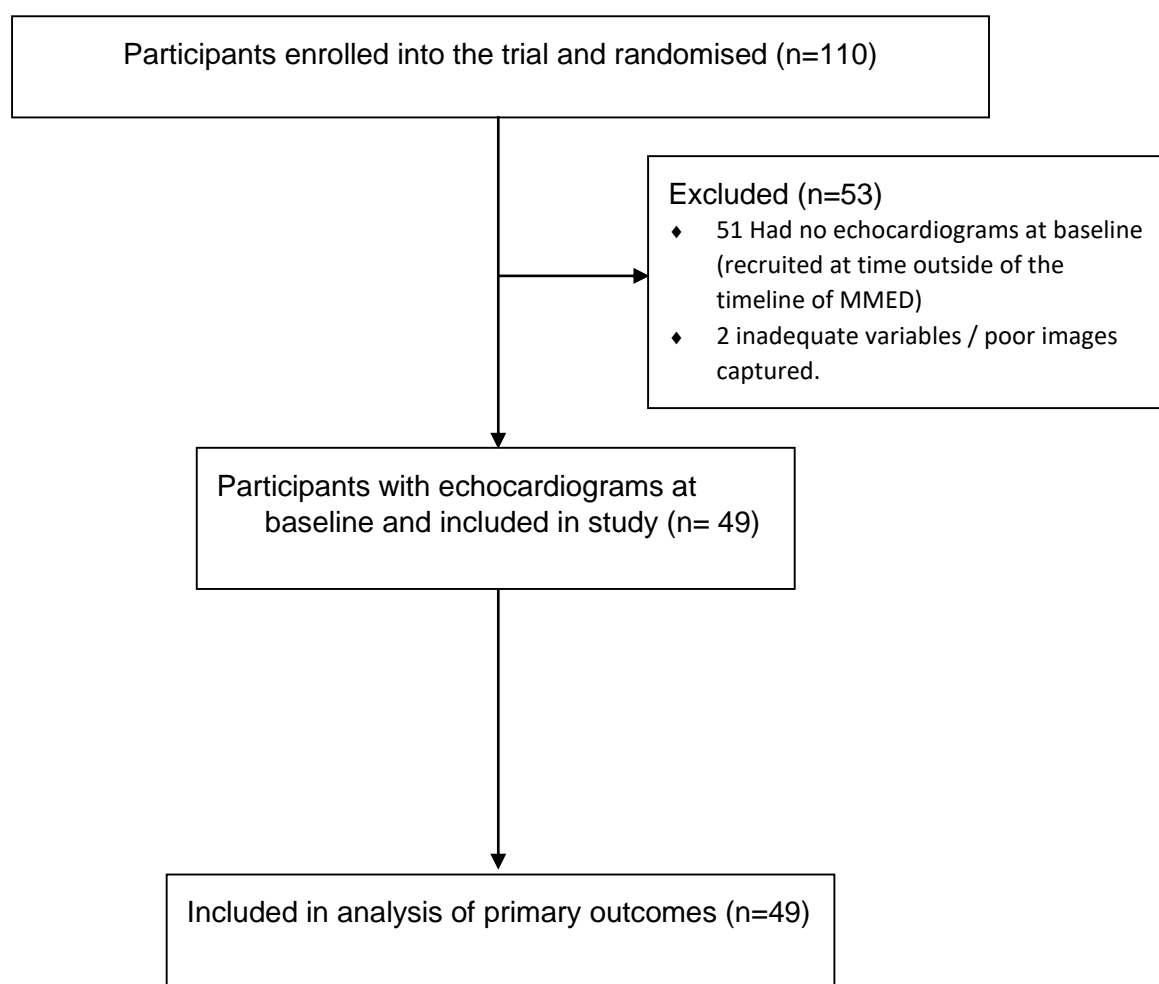 Participants enrolled into the trial and randomised (n=110)
Excluded (n=53)
♦ 51 Had no echocardiograms at baseline
(recruited at time outside of the
timeline of MMED)
♦ 2 inadequate variables / poor images
captured.
Participants with echocardiograms at
baseline and included in study (n= 49)
Included in analysis of primary outcomes (n=49)